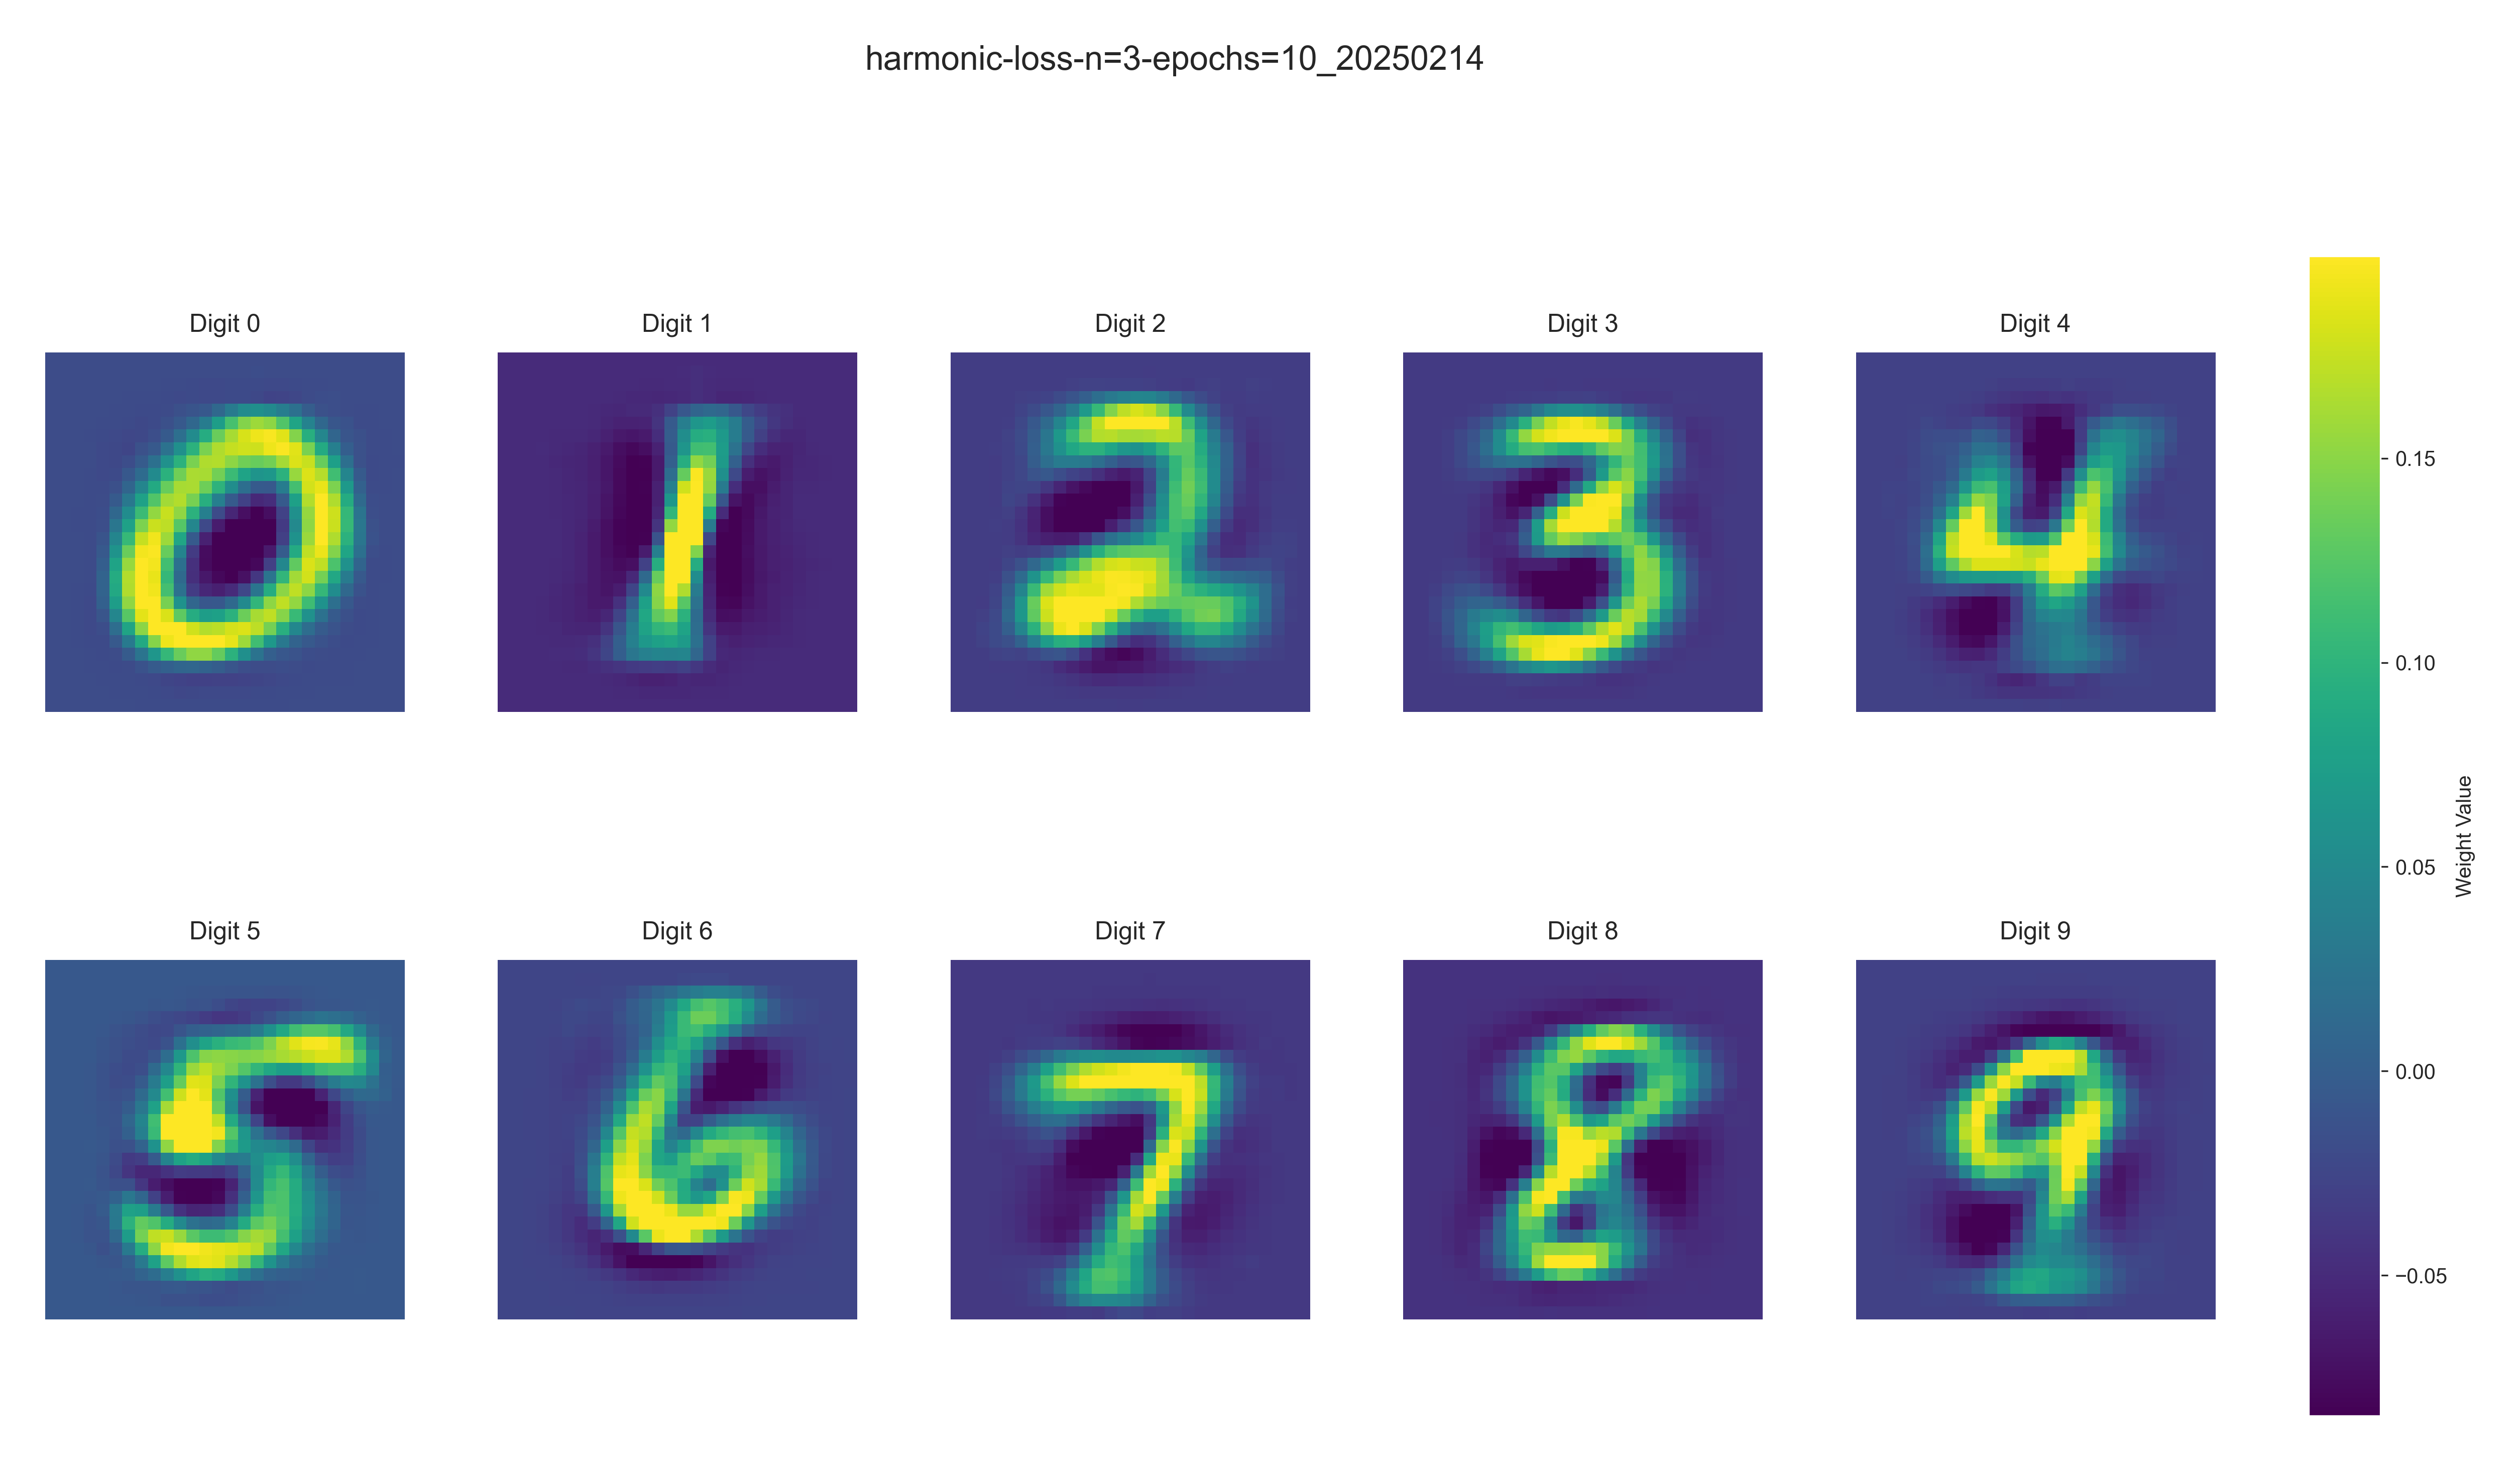 harmonic-loss-n=3-epochs=10_20250214
Digit 0
Digit 1
Digit 2
Digit 3
Digit 4
Digit 5
Digit 6
Digit 7
Digit 8
Digit 9
0.15
0.10
0.05
0.00
−0.05
Weight Value